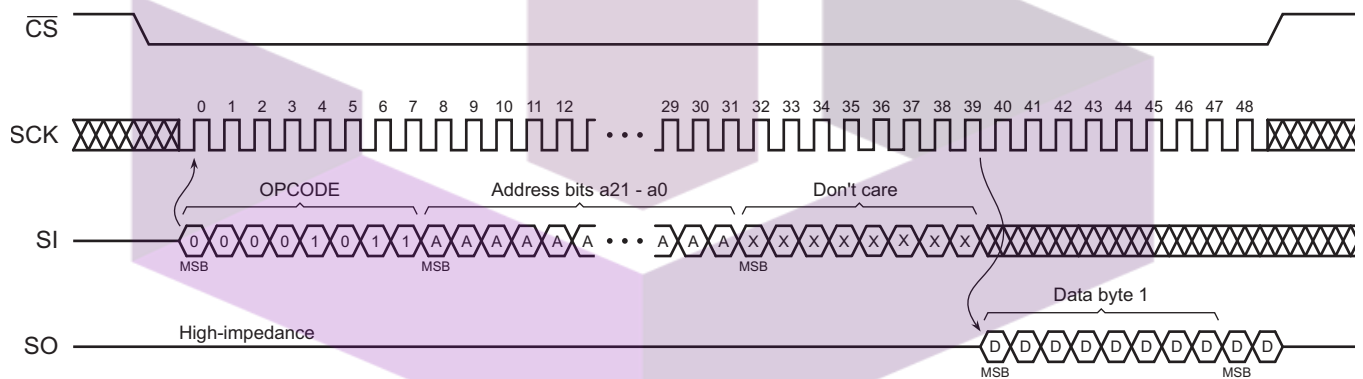 CS
0 1 2 3 4 5 6 7 8 9 10 11 12 29 30 31 32 33 34 35 36 37 38 39 40 41 42 43 44 45 46 47 48
SCK •••
OPCODE Address bits a21 - a0 Don't care
SI 0 0 0 0 1 0 1 1 A A A A A A ••• A A A X X X X X X X X
MSB MSB MSB
Data byte 1
High-impedance
SO D D D D D D D D D D
MSB MSB